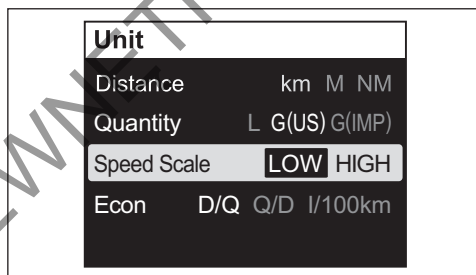 Unit
Distance km M NM
Quantity L G(US) G(IMP)
Speed Scale LOW HIGH
Econ D/Q Q/D l/100km